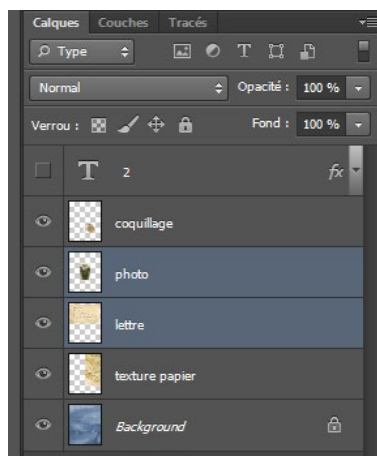 Calques Couches Tracés
Type T
Normal Opacité : 100 %
Verrou : Fond : 100 %
T 2 fx
coquillage
photo
lettre
texture papier
Background